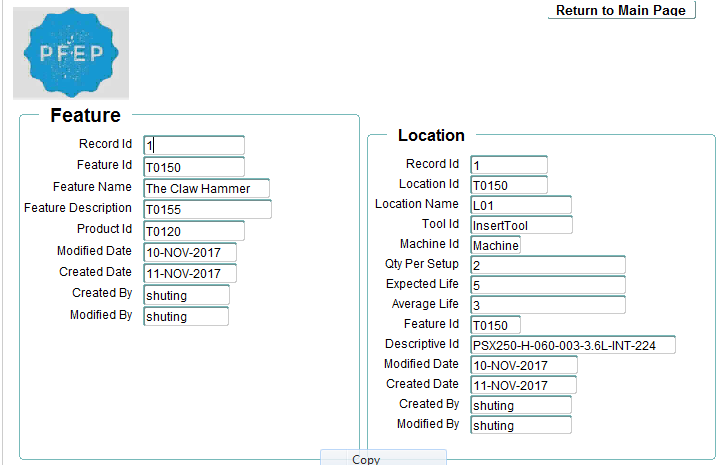 Return to Main Page
PFEP
Feature
Record Id 1
Feature Id T0150
Feature Name The Claw Hammer
Feature Description T0155
Product Id T0120
Modified Date 10-NOV-2017
Created Date 11-NOV-2017
Created By shuting
Modified By shuting
Location
Record Id 1
Location Id T0150
Location Name L01
Tool Id InsertTool
Machine Id Machine
Qty Per Setup 2
Expected Life 5
Average Life 3
Feature Id T0150
Descriptive Id PSX250-H-060-003-3.6L-INT-224
Modified Date 10-NOV-2017
Created Date 11-NOV-2017
Created By shuting
Modified By shuting
Copy